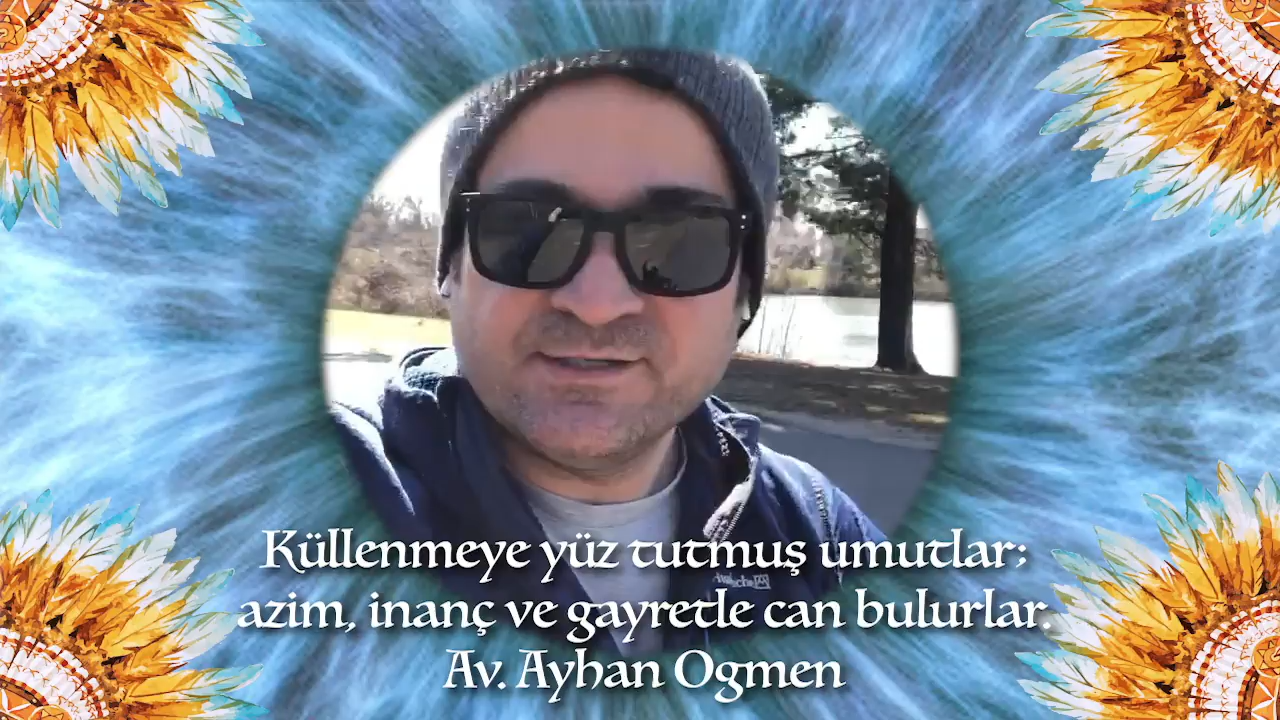 Küllenmeye yüz tutmuş umutlar;
azim, inanç ve gayretle can bulurlar.
Av. Ayhan Ogmen